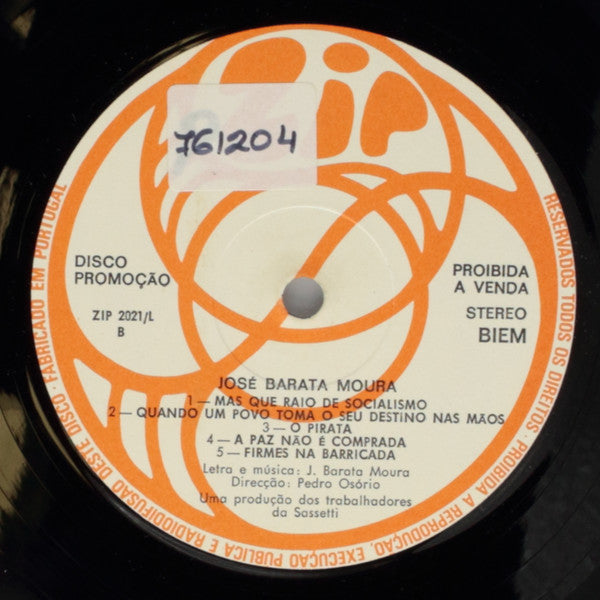 Zip
761204
DISCO
PROMOÇÃO
PROIBIDA
A VENDA
ZIP 2021/L
B
STEREO
BIEM
JOSÉ BARATA MOURA
1 — MAS QUE RAIO DE SOCIALISMO
2 — QUANDO UM POVO TOMA O SEU DESTINO NAS MÃOS
3 — O PIRATA
4 — A PAZ NÃO É COMPRADA
5 — FIRMES NA BARRICADA
Letra e música: J. Barata Moura
Direcção: Pedro Osório
Uma produção dos trabalhadores
da Sassetti
RESERVADOS TODOS OS DIREITOS · PROIBIDA A REPRODUÇÃO, EXECUÇÃO PUBLICA E RADIODIFUSÃO DESTE DISCO · FABRICADO EM PORTUGAL